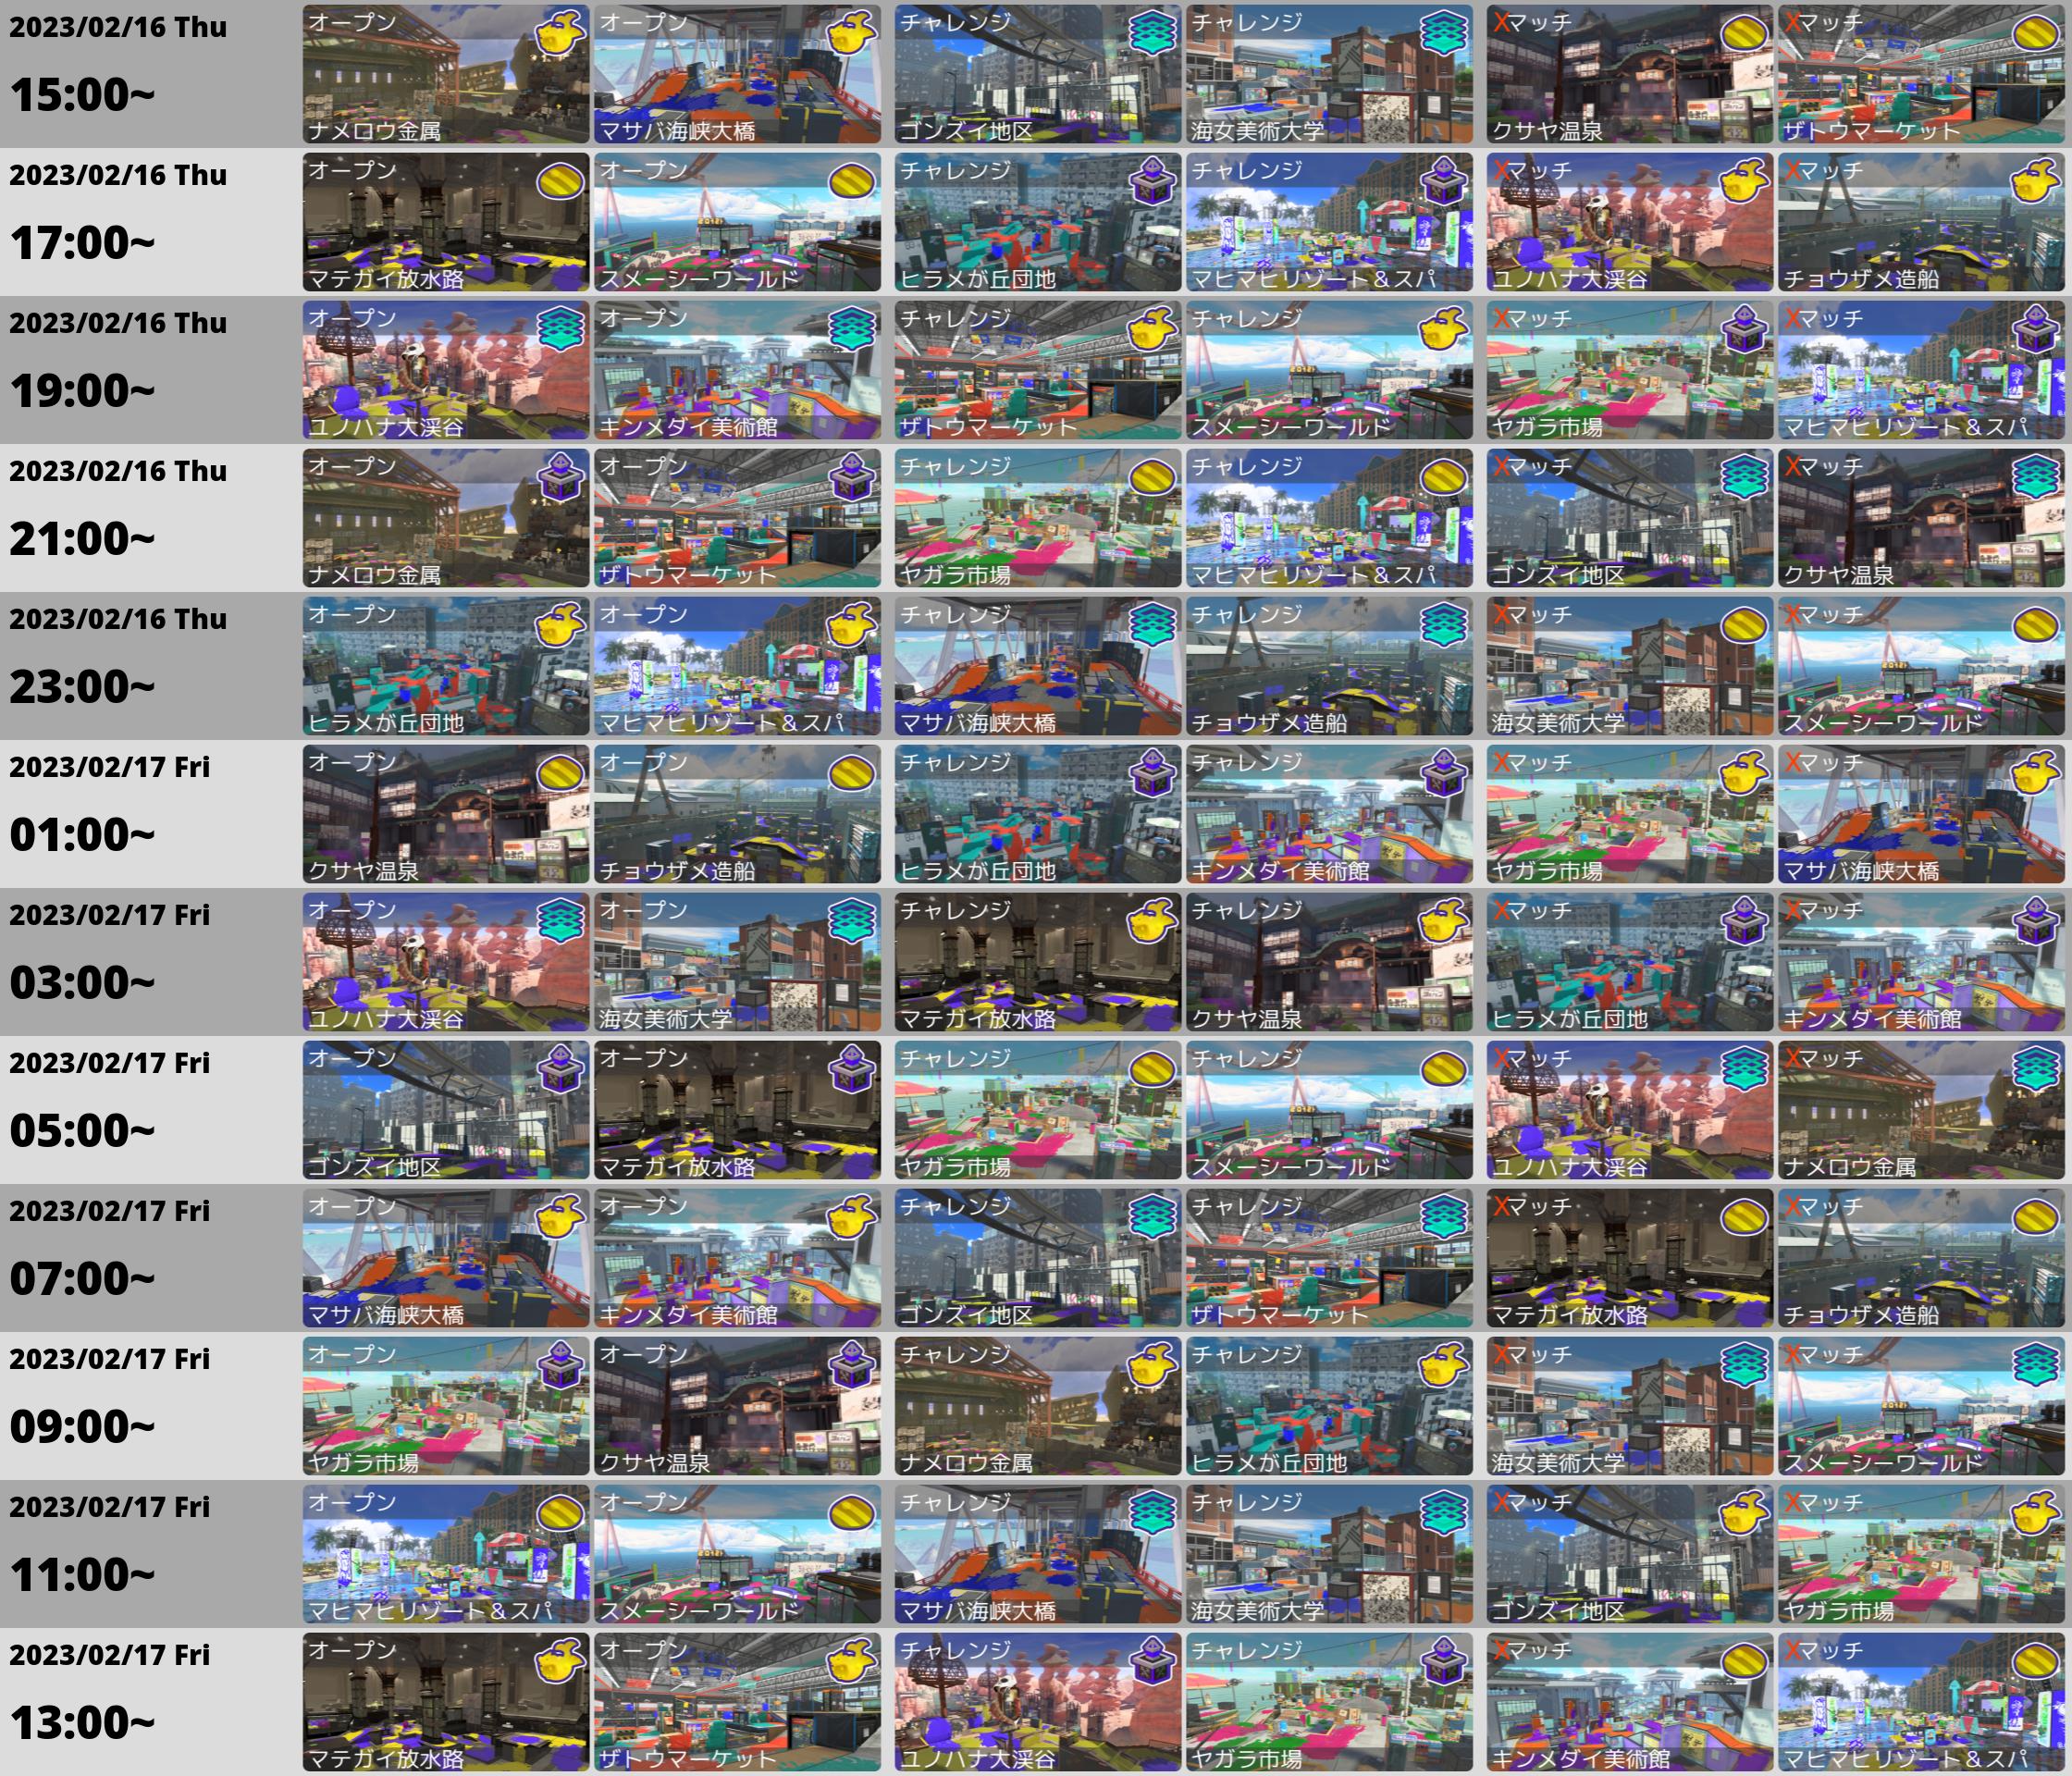 2023/02/16 Thu
15:00~
オープン オープン チャレンジ チャレンジ Xマッチ Xマッチ
ナメロウ金属 マサバ海峡大橋 ゴンズイ地区 海女美術大学 クサヤ温泉 ザトウマーケット
2023/02/16 Thu
17:00~
オープン オープン チャレンジ チャレンジ Xマッチ Xマッチ
マテガイ放水路 スメーシーワールド ヒラメが丘団地 マヒマヒリゾート&スパ ユノハナ大渓谷 チョウザメ造船
2023/02/16 Thu
19:00~
オープン オープン チャレンジ チャレンジ Xマッチ Xマッチ
ユノハナ大渓谷 キンメダイ美術館 ザトウマーケット スメーシーワールド ヤガラ市場 マヒマヒリゾート&スパ
2023/02/16 Thu
21:00~
オープン オープン チャレンジ チャレンジ Xマッチ Xマッチ
ナメロウ金属 ザトウマーケット ヤガラ市場 マヒマヒリゾート&スパ ゴンズイ地区 クサヤ温泉
2023/02/16 Thu
23:00~
オープン オープン チャレンジ チャレンジ Xマッチ Xマッチ
ヒラメが丘団地 マヒマヒリゾート&スパ マサバ海峡大橋 チョウザメ造船 海女美術大学 スメーシーワールド
2023/02/17 Fri
01:00~
オープン オープン チャレンジ チャレンジ Xマッチ Xマッチ
クサヤ温泉 チョウザメ造船 ヒラメが丘団地 キンメダイ美術館 ヤガラ市場 マサバ海峡大橋
2023/02/17 Fri
03:00~
オープン オープン チャレンジ チャレンジ Xマッチ Xマッチ
ユノハナ大渓谷 海女美術大学 マテガイ放水路 クサヤ温泉 ヒラメが丘団地 キンメダイ美術館
2023/02/17 Fri
05:00~
オープン オープン チャレンジ チャレンジ Xマッチ Xマッチ
ゴンズイ地区 マテガイ放水路 ヤガラ市場 スメーシーワールド ユノハナ大渓谷 ナメロウ金属
2023/02/17 Fri
07:00~
オープン オープン チャレンジ チャレンジ Xマッチ Xマッチ
マサバ海峡大橋 キンメダイ美術館 ゴンズイ地区 ザトウマーケット マテガイ放水路 チョウザメ造船
2023/02/17 Fri
09:00~
オープン オープン チャレンジ チャレンジ Xマッチ Xマッチ
ヤガラ市場 クサヤ温泉 ナメロウ金属 ヒラメが丘団地 海女美術大学 スメーシーワールド
2023/02/17 Fri
11:00~
オープン オープン チャレンジ チャレンジ Xマッチ Xマッチ
マヒマヒリゾート&スパ スメーシーワールド マサバ海峡大橋 海女美術大学 ゴンズイ地区 ヤガラ市場
2023/02/17 Fri
13:00~
オープン オープン チャレンジ チャレンジ Xマッチ Xマッチ
マテガイ放水路 ザトウマーケット ユノハナ大渓谷 ヤガラ市場 キンメダイ美術館 マヒマヒリゾート&スパ